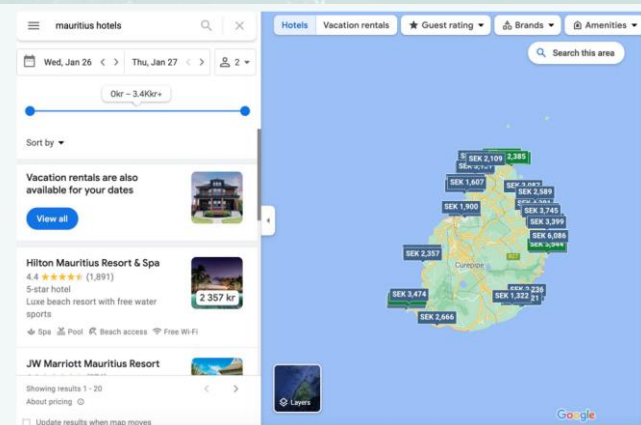 mauritius hotels
Wed, Jan 26
Thu, Jan 27
2
0kr – 3.4Kkr+
Sort by
Vacation rentals are also
available for your dates
View all
Hilton Mauritius Resort & Spa
4.4 (1,891)
5-star hotel
Luxe beach resort with free water
sports
2 357 kr
Spa Pool Beach access Free Wi-Fi
JW Marriott Mauritius Resort
Showing results 1 - 20
About pricing
Update results when map moves
Hotels
Vacation rentals
Guest rating
Brands
Amenities
Search this area
SEK 2,109
2,385
SEK 1,607
SEK 2,589
SEK 1,900
SEK 3,745
SEK 3,399
SEK 6,086
SEK 2,357
Curepipe
SEK 3,474
SEK 1,322
SEK 2,666
Layers
Google